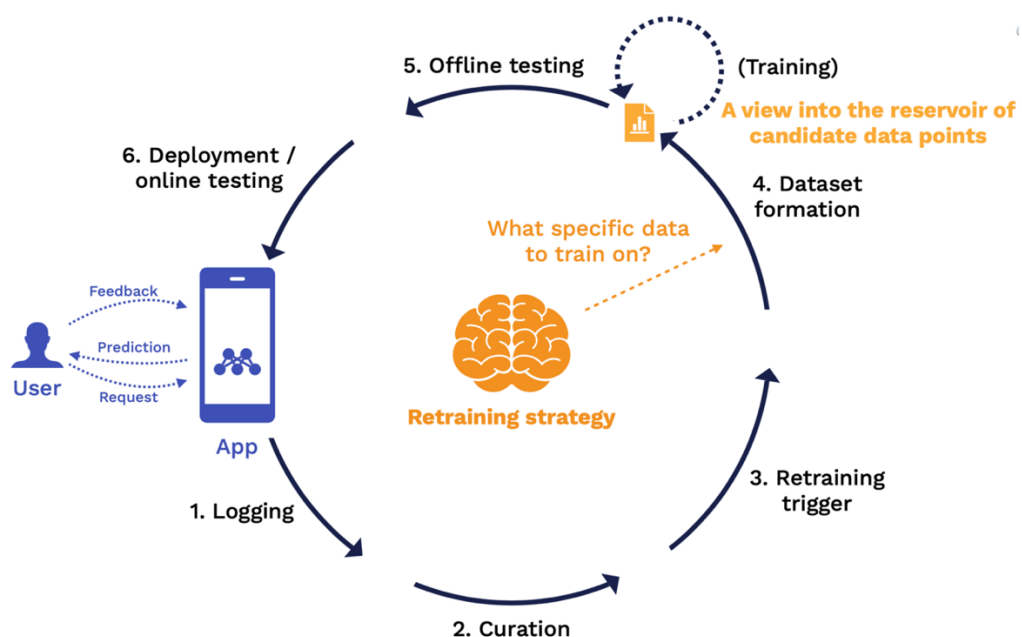 5. Offline testing
(Training)
A view into the reservoir of
candidate data points
6. Deployment /
online testing
4. Dataset
formation
What specific data
to train on?
Feedback
Prediction
Request
User
App
Retraining strategy
3. Retraining
trigger
1. Logging
2. Curation